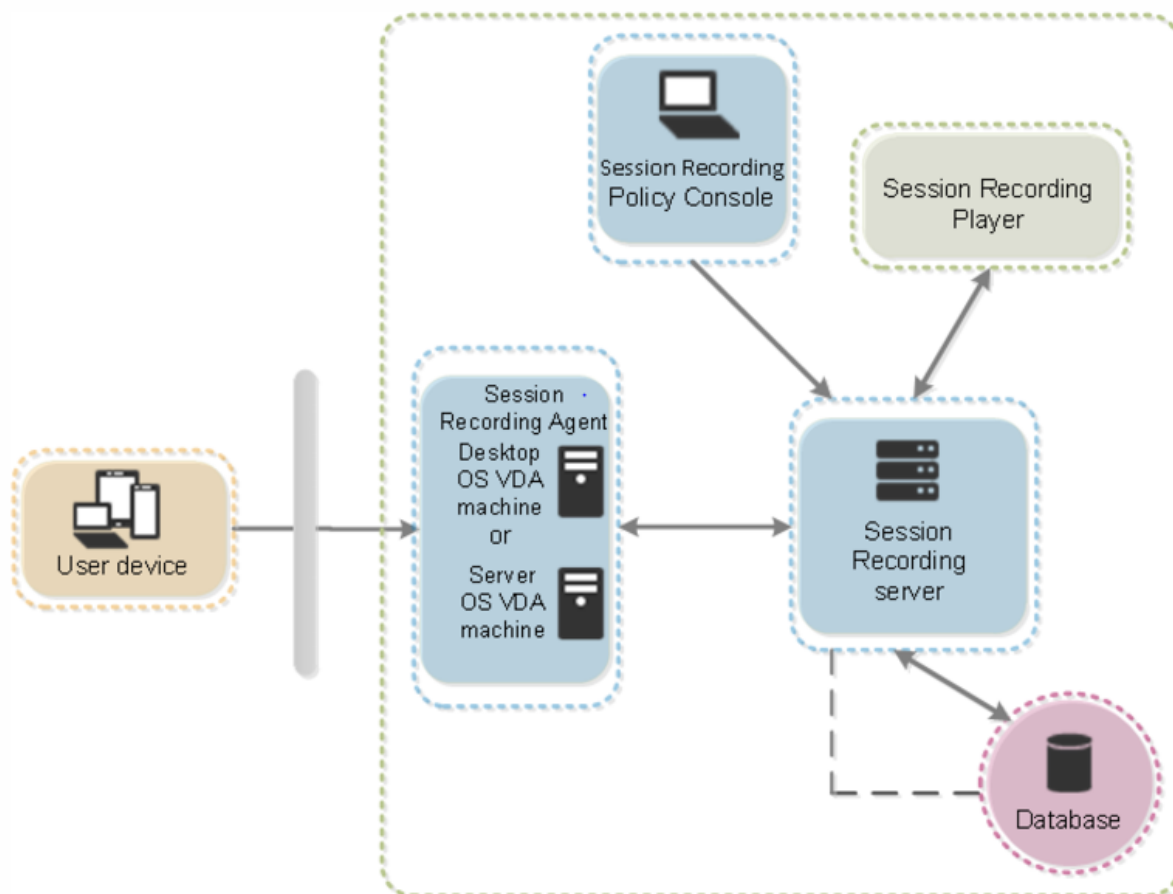 Session Recording
Policy Console
Session Recording
Player
Session
Recording Agent
Desktop
OS VDA
machine
or
Server
OS VDA
machine
User device
Session
Recording
server
Database